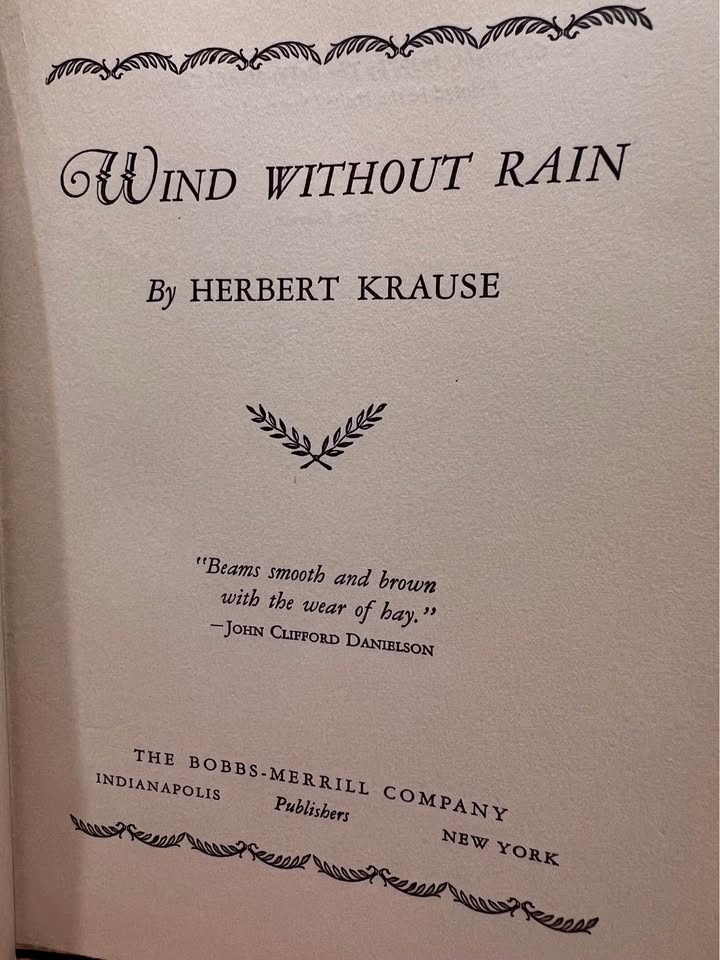 WIND WITHOUT RAIN
By HERBERT KRAUSE
"Beams smooth and brown
with the wear of hay."
—JOHN CLIFFORD DANIELSON
THE BOBBS-MERRILL COMPANY
INDIANAPOLIS Publishers NEW YORK